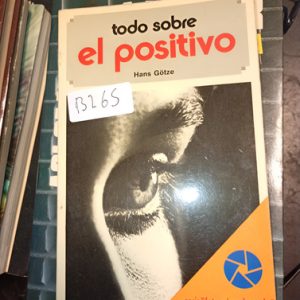 todo sobre
el positivo
Hans Götze
B265